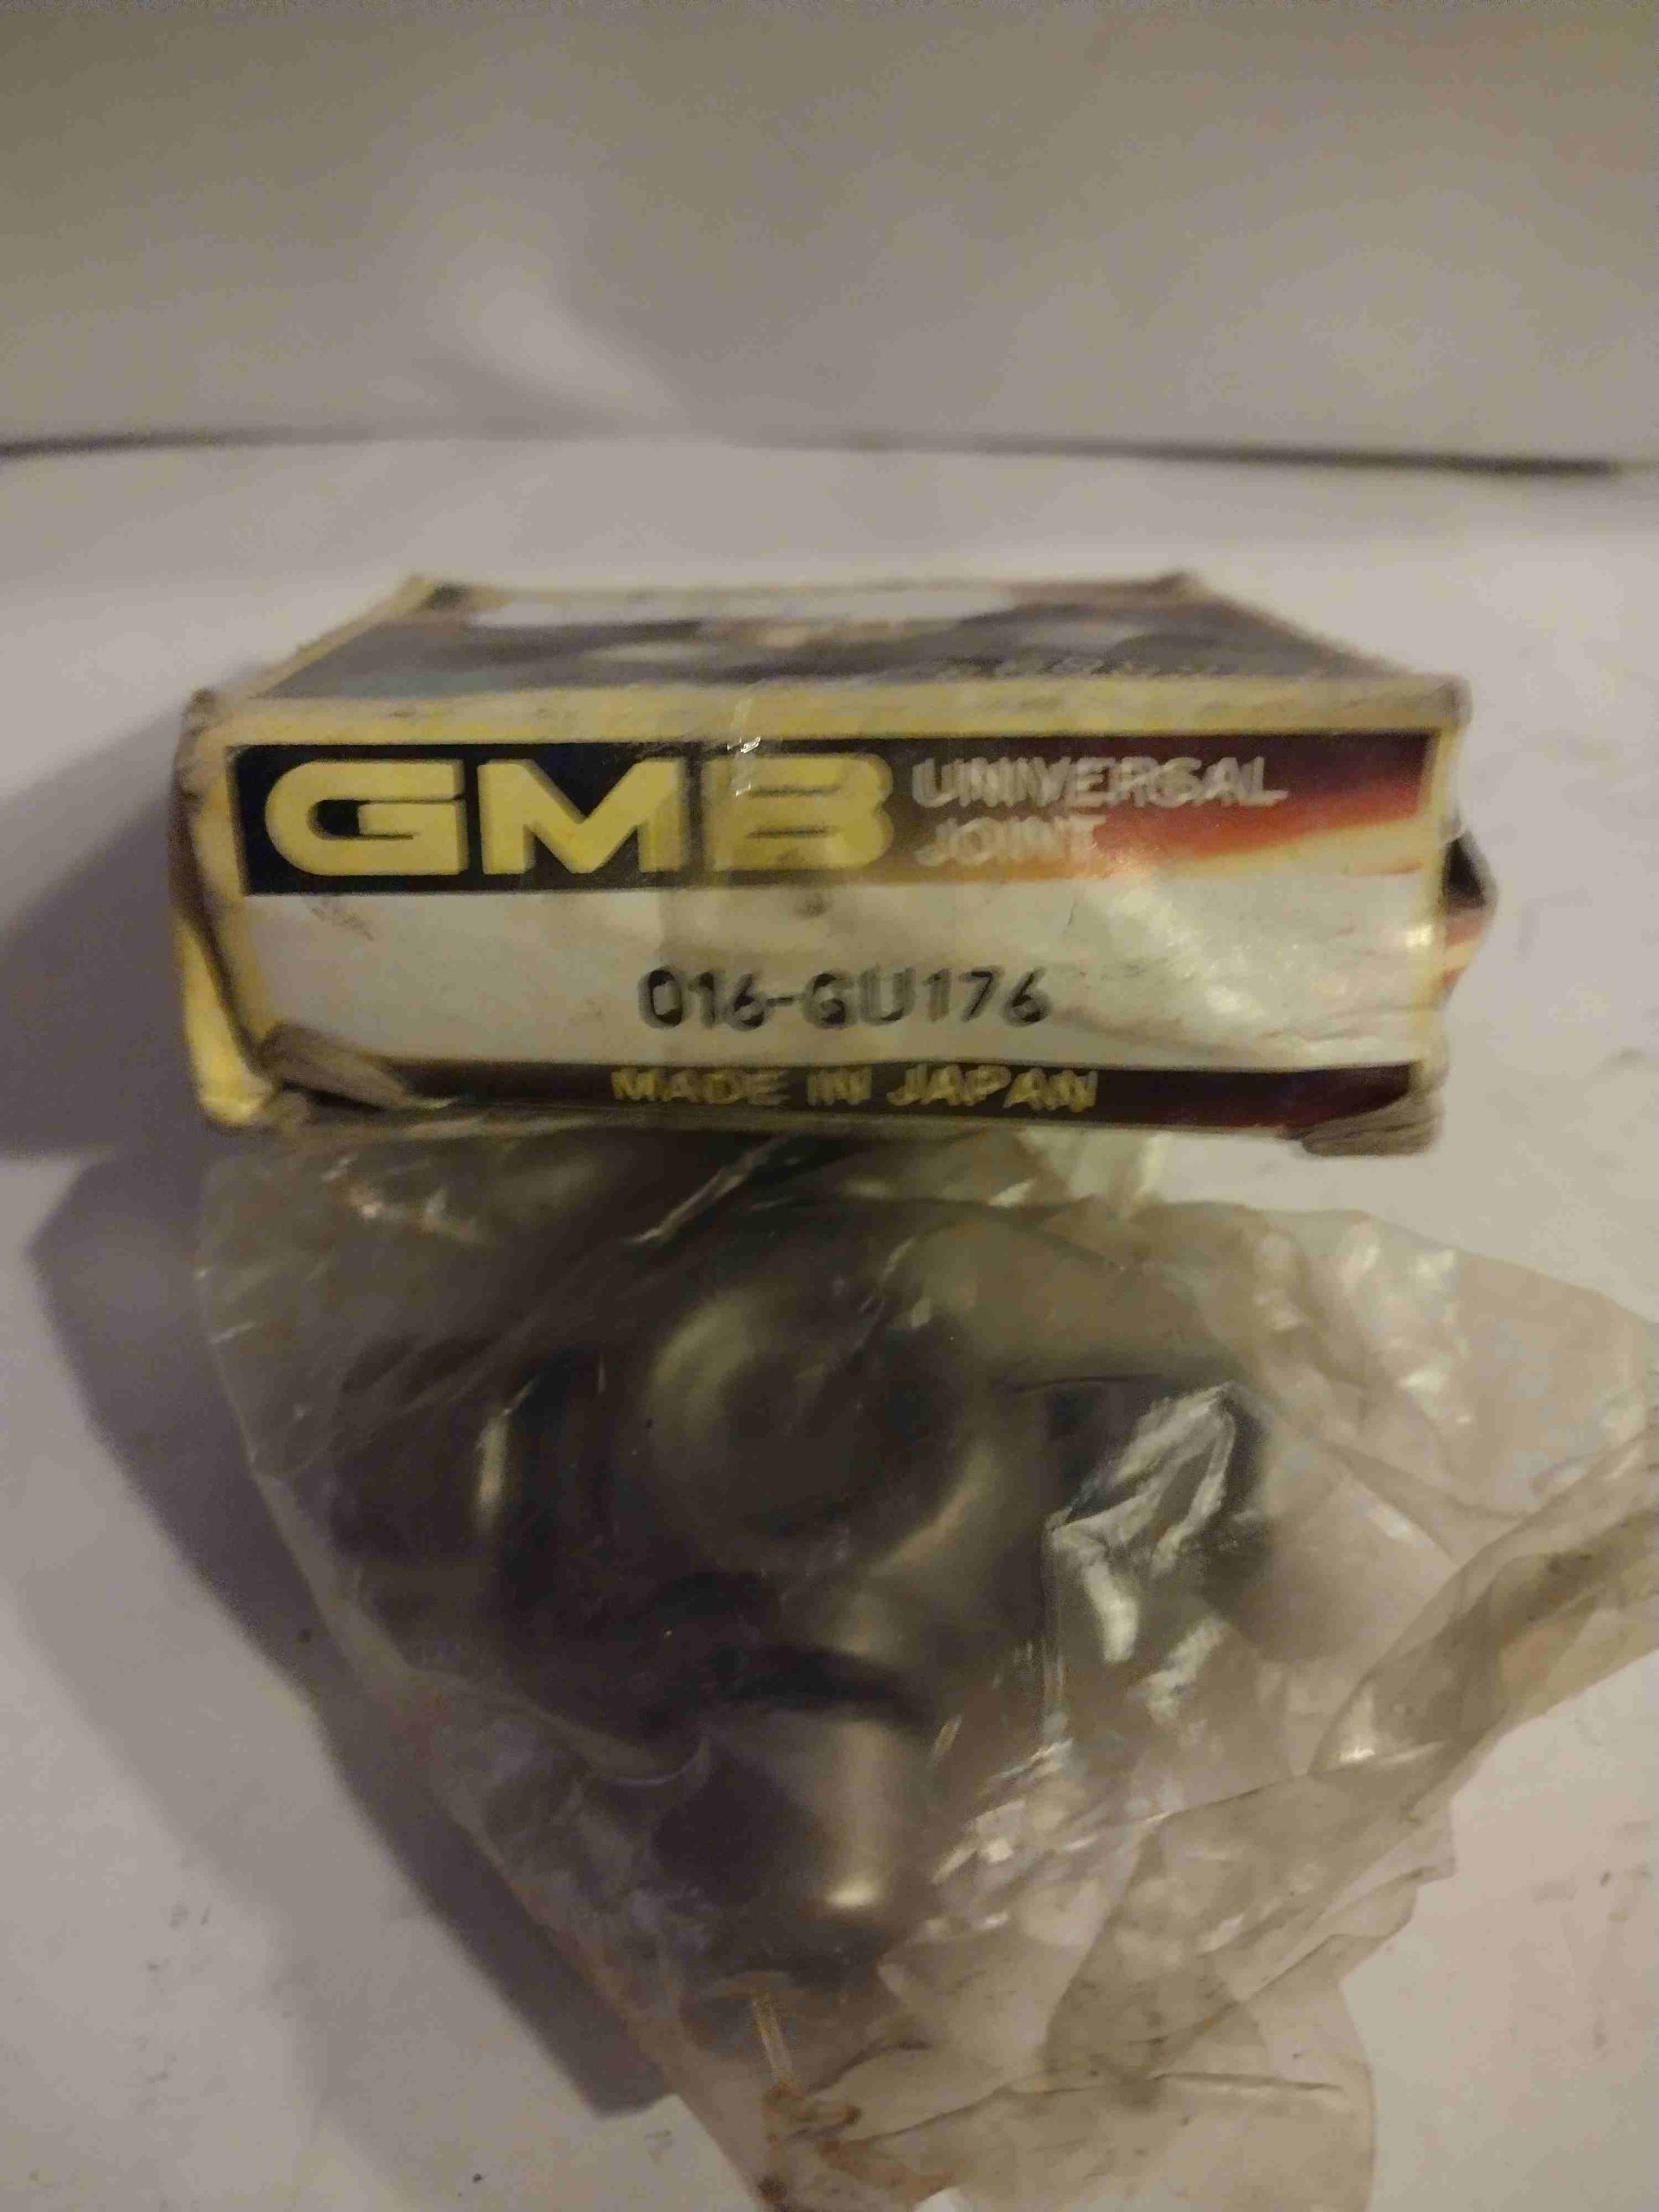 GMB UNIVERSAL
JOINT
016-GU176
MADE IN JAPAN